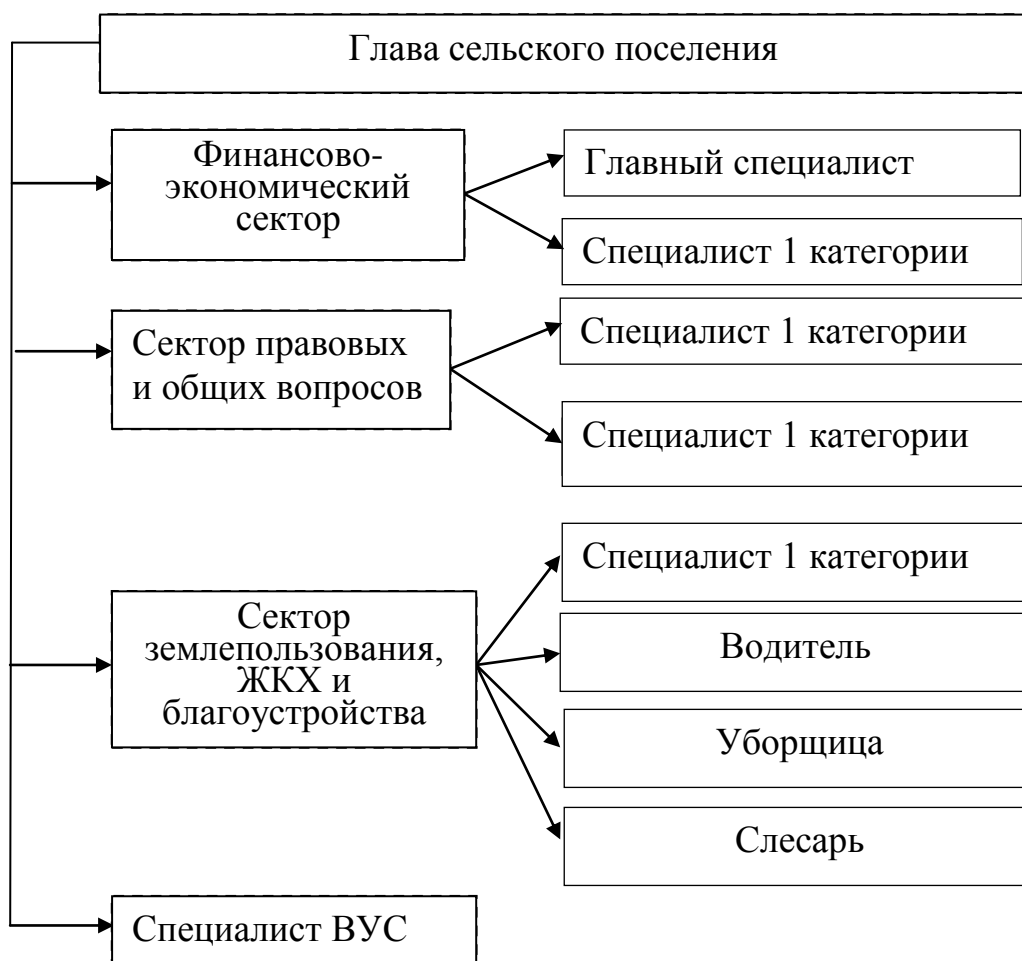 Глава сельского поселения
Финансово-
экономический
сектор
Главный специалист
Специалист 1 категории
Сектор правовых
и общих вопросов
Специалист 1 категории
Специалист 1 категории
Сектор
землепользования,
ЖКХ и
благоустройства
Специалист 1 категории
Водитель
Уборщица
Слесарь
Специалист ВУС